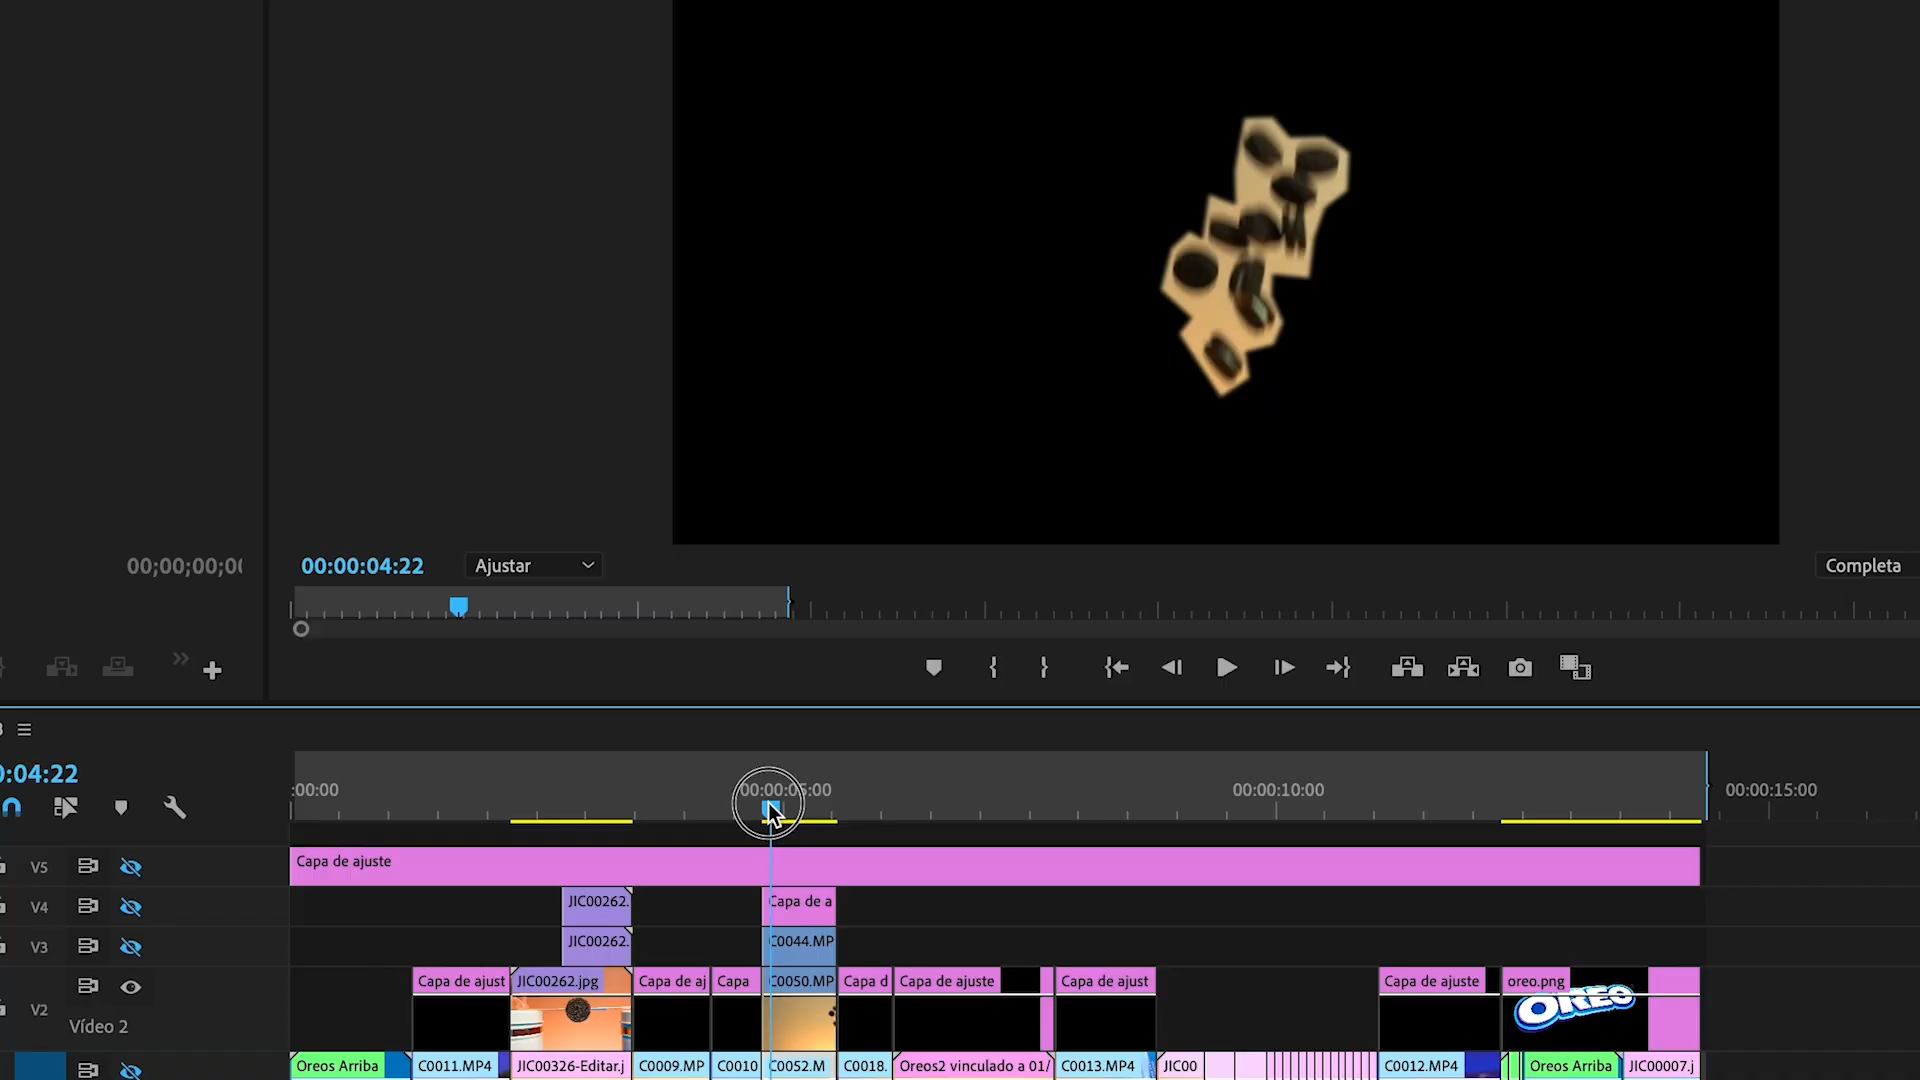 00;00;00;00
00:00:04:22
Ajustar
Completa
0:04:22
:00:00
00:00:05:00
00:00:10:00
00:00:15:00
V5
Capa de ajuste
V4
JIC00262.
Capa de a
V3
JIC00262.
C0044.MP
Capa de ajust
JIC00262.jpg
Capa de aj
Capa
C0050.MP
Capa d
Capa de ajuste
Capa de ajust
Capa de ajuste
oreo.png
V2
Vídeo 2
OREO
Oreos Arriba
C0011.MP4
JIC00326-Editar.j
C0009.MP
C0010
C0052.M
C0018.
Oreos2 vinculado a 01/
C0013.MP4
JIC00
C0012.MP4
Oreos Arriba
JIC00007.j